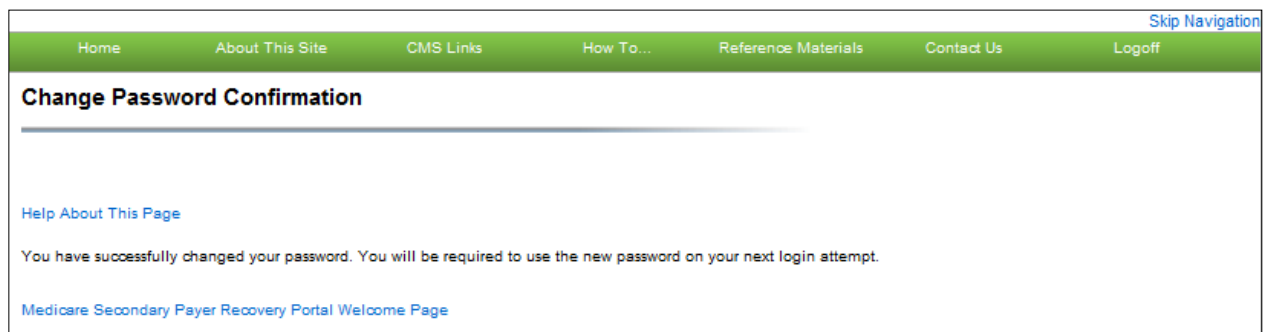 Skip Navigation
Home About This Site CMS Links How To... Reference Materials Contact Us Logoff
Change Password Confirmation
Help About This Page
You have successfully changed your password. You will be required to use the new password on your next login attempt.
Medicare Secondary Payer Recovery Portal Welcome Page